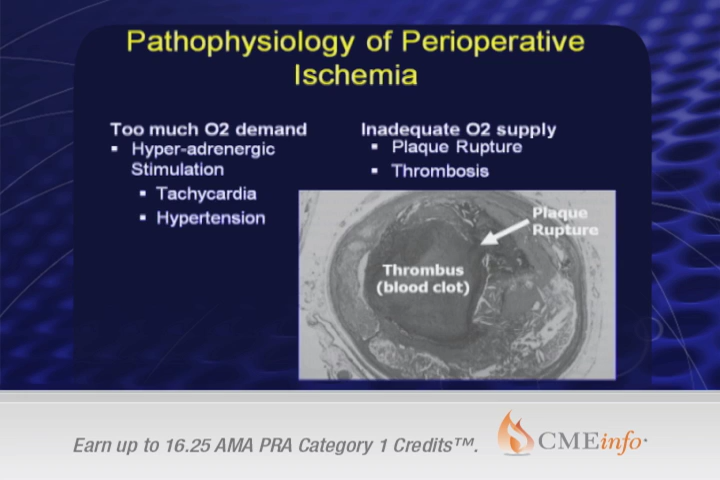 Pathophysiology of Perioperative
Ischemia
Too much O2 demand
▪ Hyper-adrenergic
Stimulation
▪ Tachycardia
▪ Hypertension
Inadequate O2 supply
▪ Plaque Rupture
▪ Thrombosis
Plaque
Rupture
Thrombus
(blood clot)
Earn up to 16.25 AMA PRA Category 1 Credits™.
CMEinfo